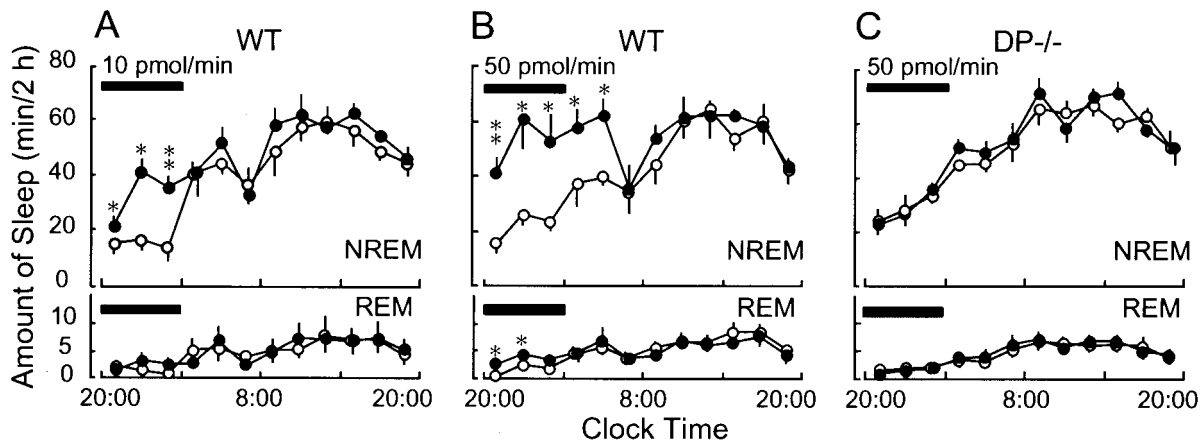 A
WT
B
WT
C
DP-/-
Amount of Sleep (min/2 h)
80
60
40
20
0
10 pmol/min
*
*
**
NREM
50 pmol/min
**
*
*
*
*
NREM
50 pmol/min
NREM
10
5
0
REM
* *
REM
REM
20:00 8:00 20:00
20:00 8:00 20:00
20:00 8:00 20:00
Clock Time